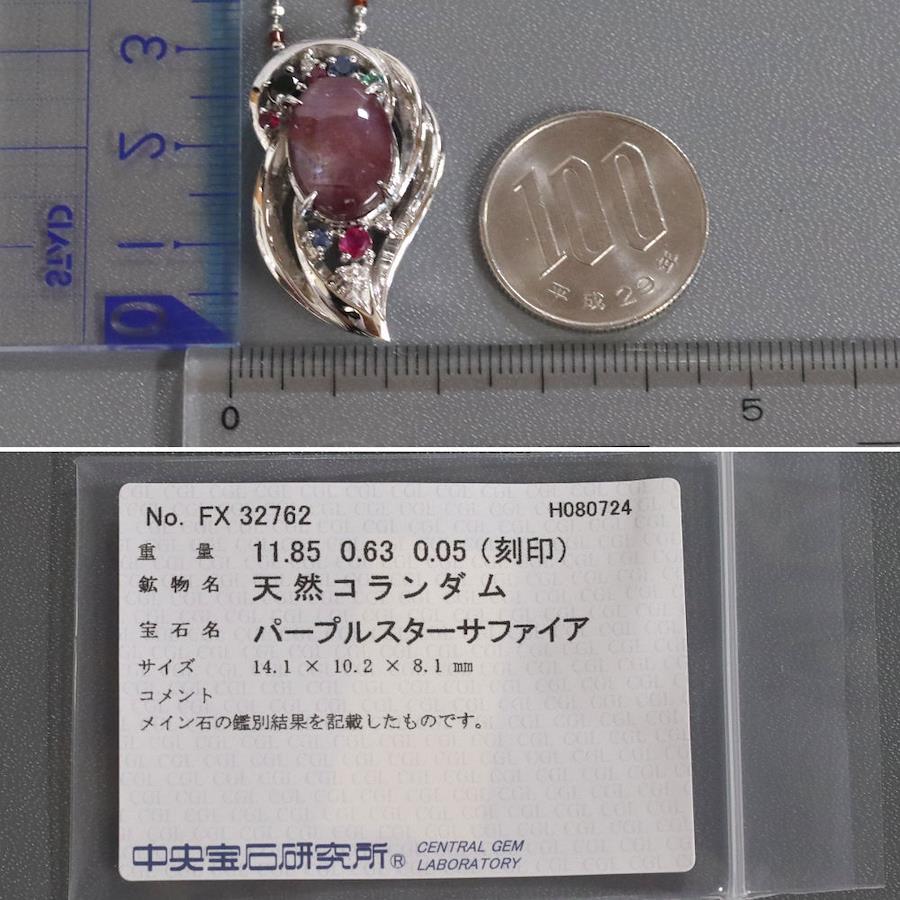 3
2
1
0
STAD
100
平成29年
0
5
No. FX 32762
H080724
重量 11.85 0.63 0.05 (刻印)
鉱物名 天然コランダム
宝石名 パープルスターサファイア
サイズ 14.1 × 10.2 × 8.1 mm
コメント
メイン石の鑑別結果を記載したものです。
中央宝石研究所® CENTRAL GEM
LABORATORY